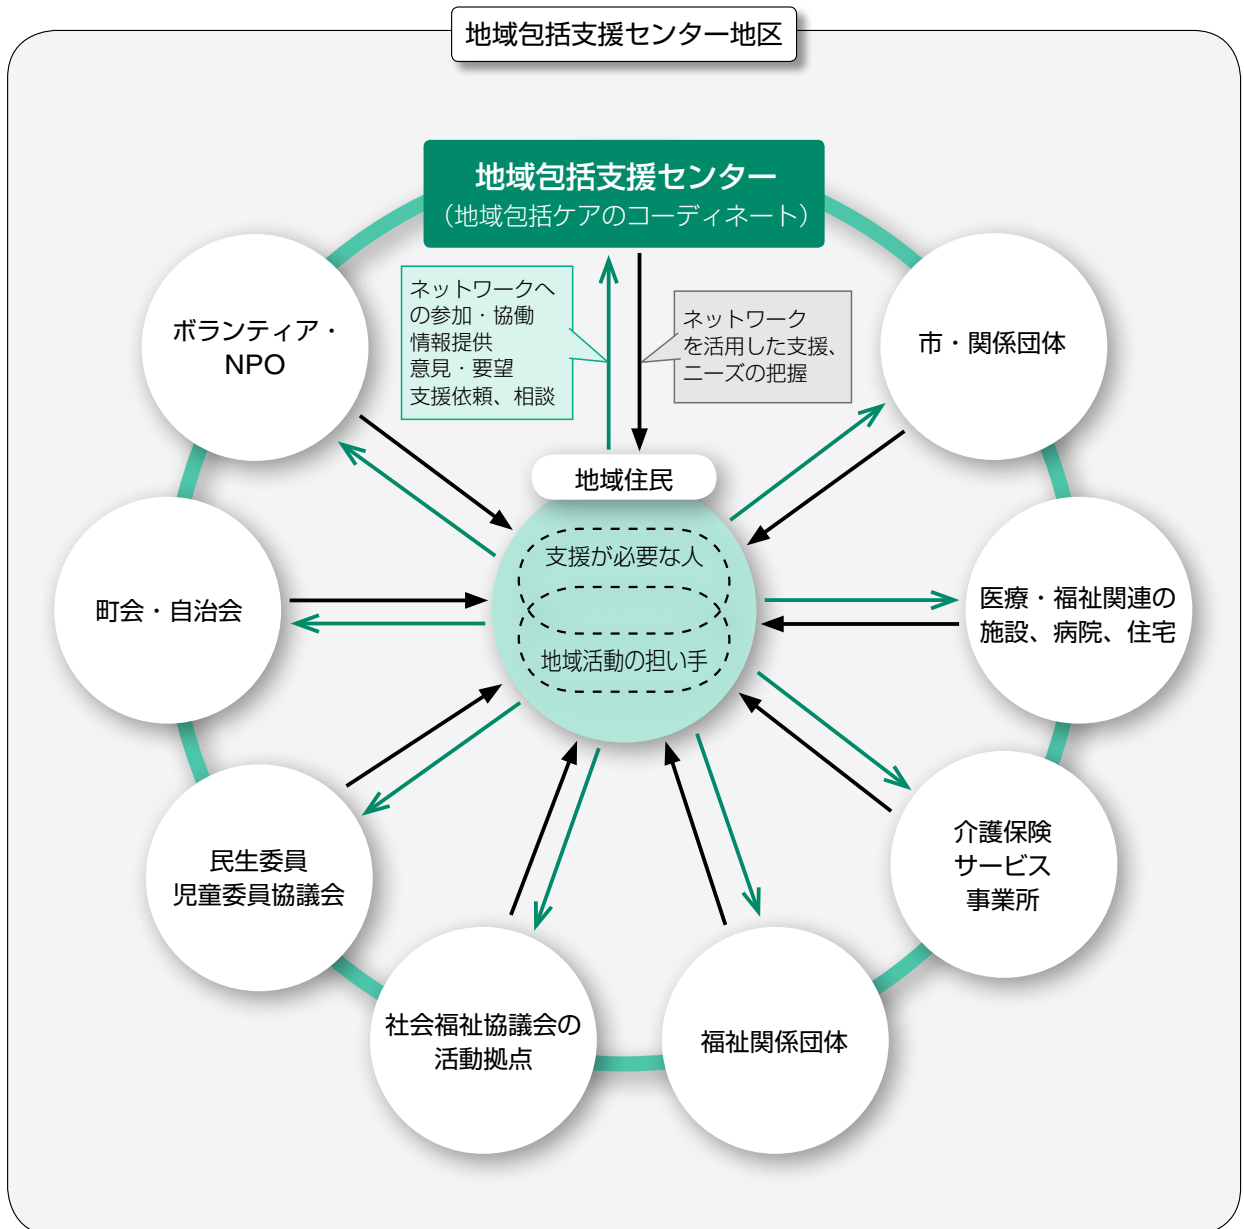 地域包括支援センター地区
地域包括支援センター
（地域包括ケアのコーディネート）
ネットワークへ
の参加・協働
情報提供
意見・要望
支援依頼、相談
ネットワーク
を活用した支援、
ニーズの把握
ボランティア・
NPO
市・関係団体
地域住民
支援が必要な人
地域活動の担い手
町会・自治会
医療・福祉関連の
施設、病院、住宅
民生委員
児童委員協議会
介護保険
サービス
事業所
社会福祉協議会の
活動拠点
福祉関係団体